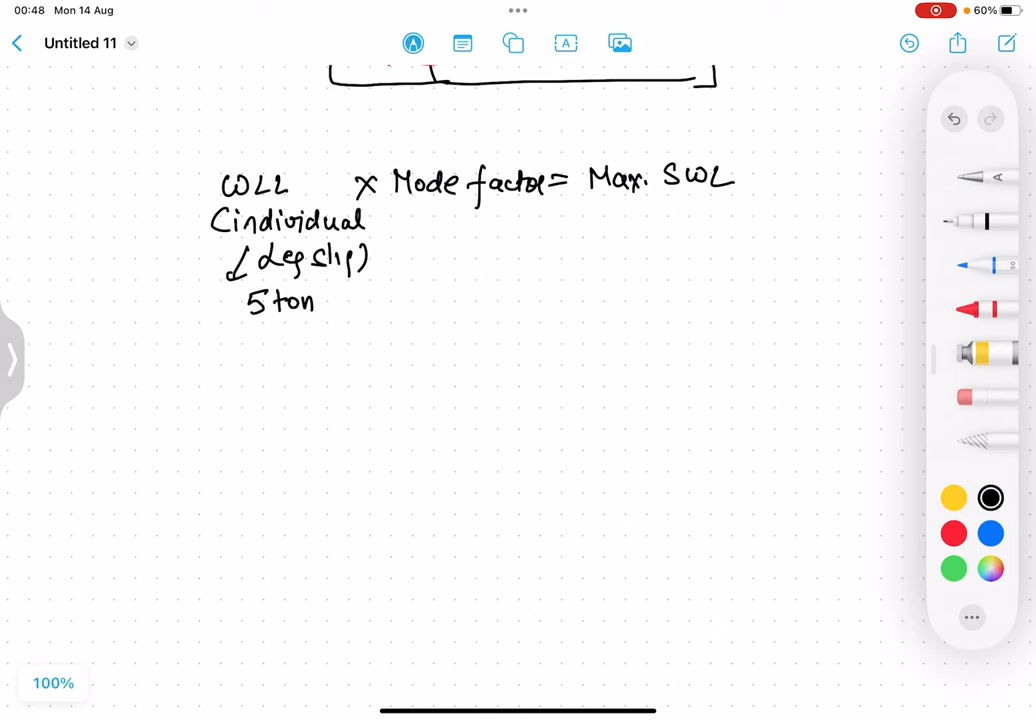 00:48 Mon 14 Aug
60%
Untitled 11
WLL x Mode factor = Max. SWL
(individual
leg slip)
5 ton
100%